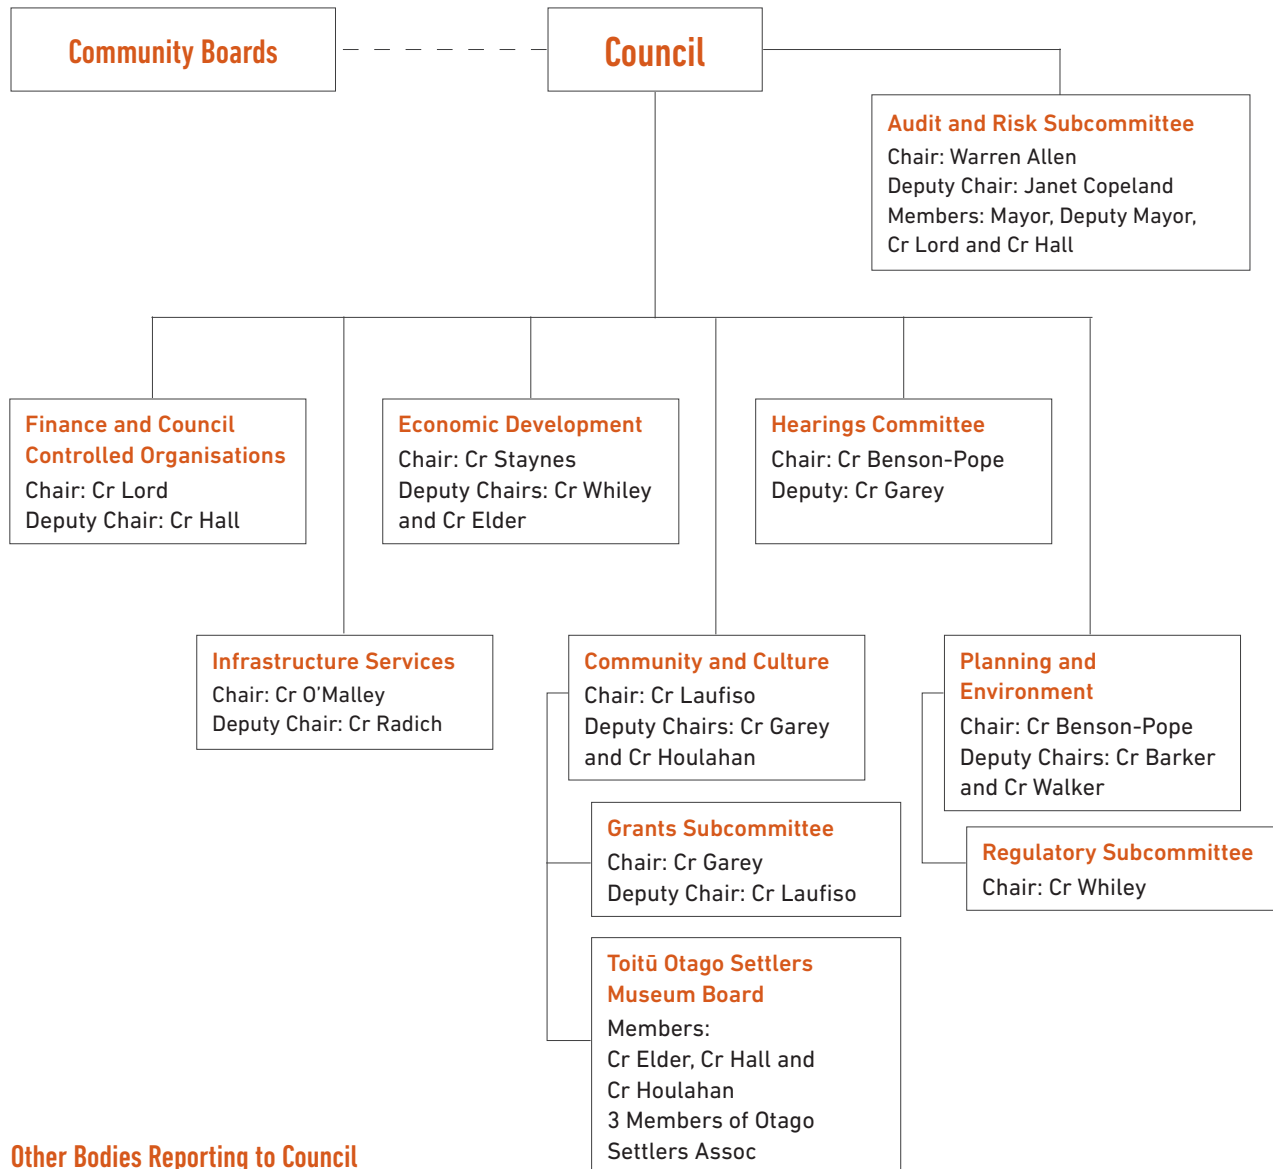 Community Boards
Council
Audit and Risk Subcommittee
Chair: Warren Allen
Deputy Chair: Janet Copeland
Members: Mayor, Deputy Mayor,
Cr Lord and Cr Hall
Finance and Council
Controlled Organisations
Chair: Cr Lord
Deputy Chair: Cr Hall
Economic Development
Chair: Cr Staynes
Deputy Chairs: Cr Whiley
and Cr Elder
Hearings Committee
Chair: Cr Benson-Pope
Deputy: Cr Garey
Infrastructure Services
Chair: Cr O’Malley
Deputy Chair: Cr Radich
Community and Culture
Chair: Cr Laufiso
Deputy Chairs: Cr Garey
and Cr Houlahan
Planning and
Environment
Chair: Cr Benson-Pope
Deputy Chairs: Cr Barker
and Cr Walker
Grants Subcommittee
Chair: Cr Garey
Deputy Chair: Cr Laufiso
Regulatory Subcommittee
Chair: Cr Whiley
Toitū Otago Settlers
Museum Board
Members:
Cr Elder, Cr Hall and
Cr Houlahan
3 Members of Otago
Settlers Assoc
Other Bodies Reporting to Council